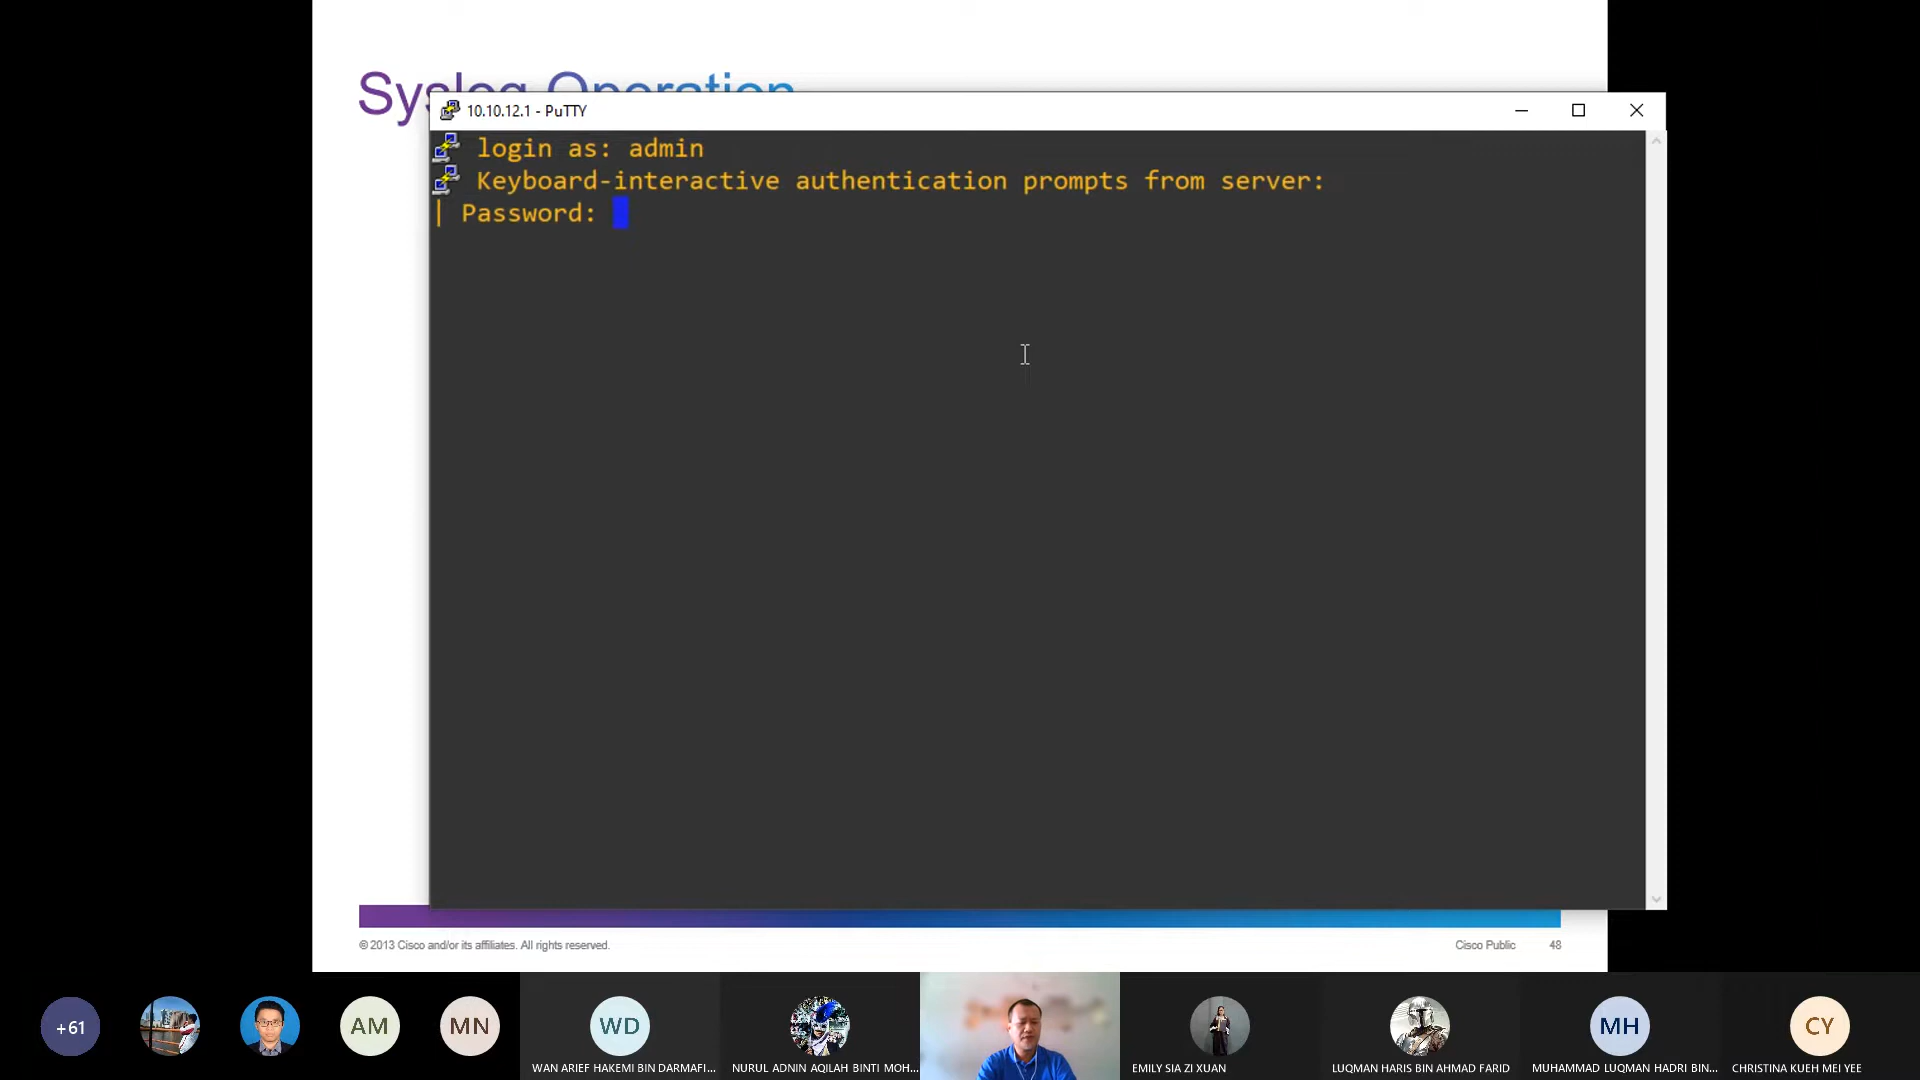 Syslog Operation
10.10.12.1 - PuTTY
login as: admin
Keyboard-interactive authentication prompts from server:
| Password:
© 2013 Cisco and/or its affiliates. All rights reserved.
Cisco Public
48
+61
AM
MN
WD
MH
CY
WAN ARIEF HAKEMI BIN DARMAFI...
NURUL ADNIN AQILAH BINTI MOH...
EMILY SIA ZI XUAN
LUQMAN HARIS BIN AHMAD FARID
MUHAMMAD LUQMAN HADRI BIN...
CHRISTINA KUEH MEI YEE